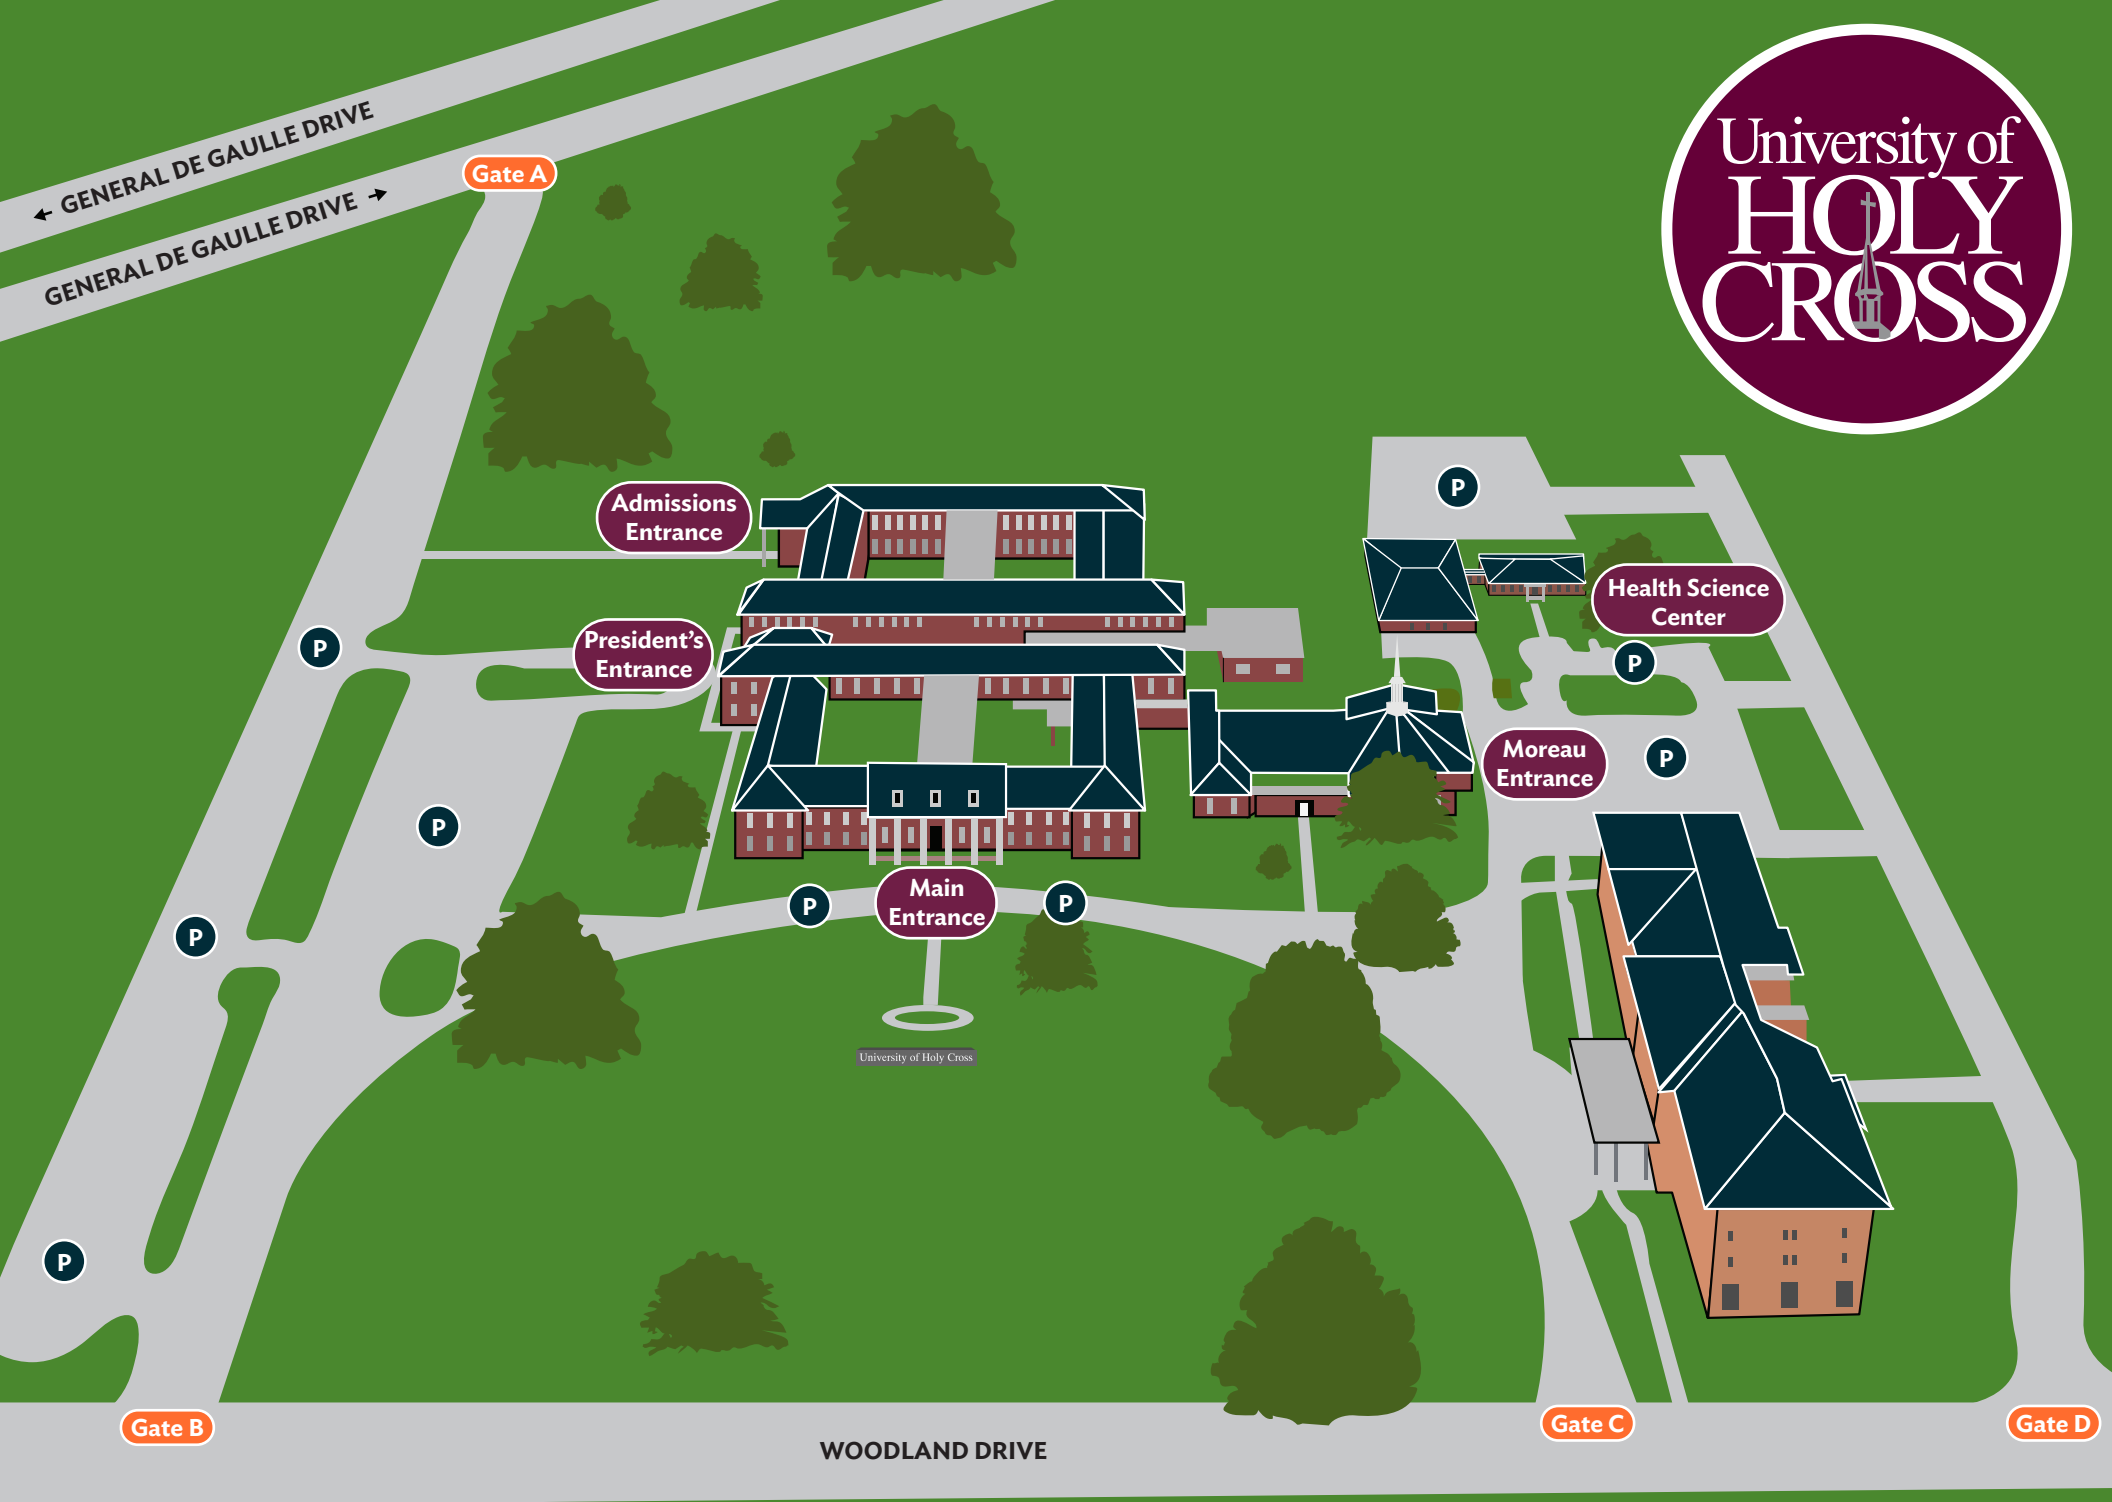 University of
HOLY
CROSS
← GENERAL DE GAULLE DRIVE
GENERAL DE GAULLE DRIVE →
Gate A
P
Admissions
Entrance
Health Science
Center
P
President's
Entrance
P
Moreau
Entrance
P
P
Main
Entrance
P
P
P
University of Holy Cross
P
Gate B
Gate C
Gate D
WOODLAND DRIVE